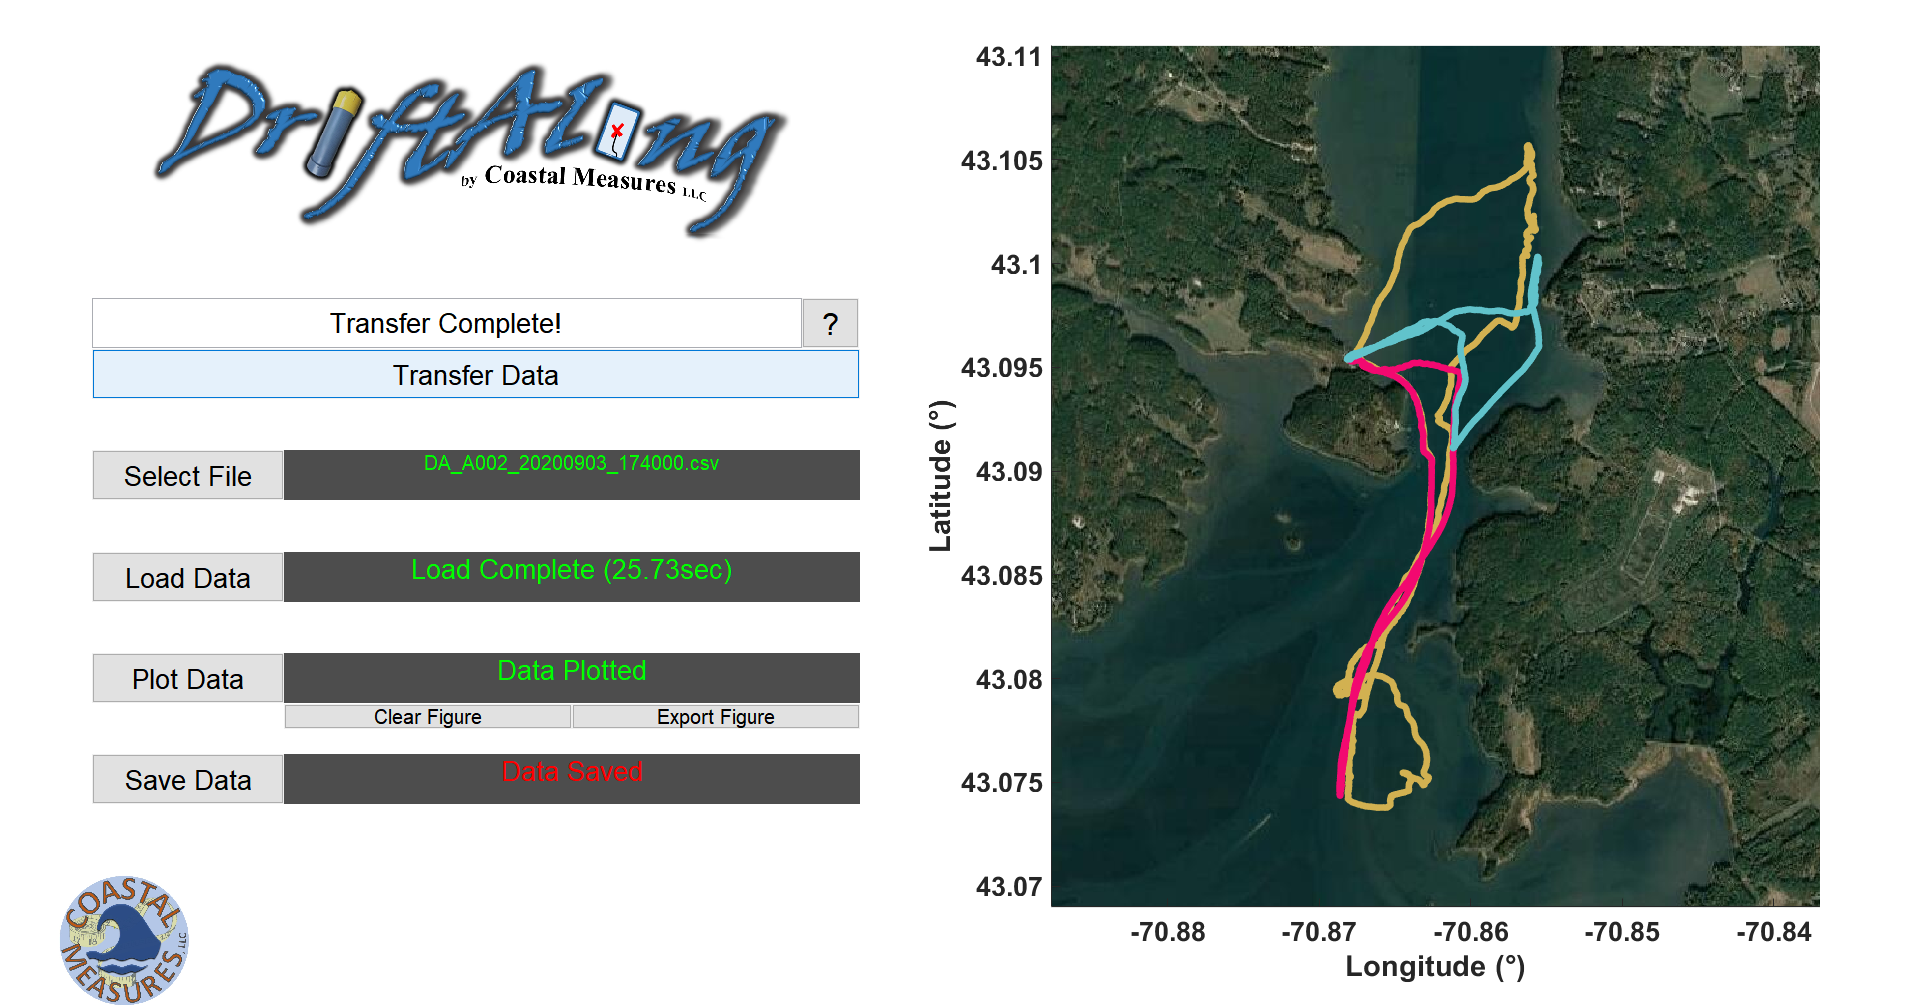 DriftAlong
by Coastal Measures LLC
Transfer Complete!
?
Transfer Data
Select File
DA_A002_20200903_174000.csv
Load Data
Load Complete (25.73sec)
Plot Data
Data Plotted
Clear Figure
Export Figure
Save Data
Data Saved
COASTAL
MEASURES LLC
43.11
43.105
43.1
43.095
43.09
43.085
43.08
43.075
43.07
Latitude (°)
-70.88
-70.87
-70.86
-70.85
-70.84
Longitude (°)